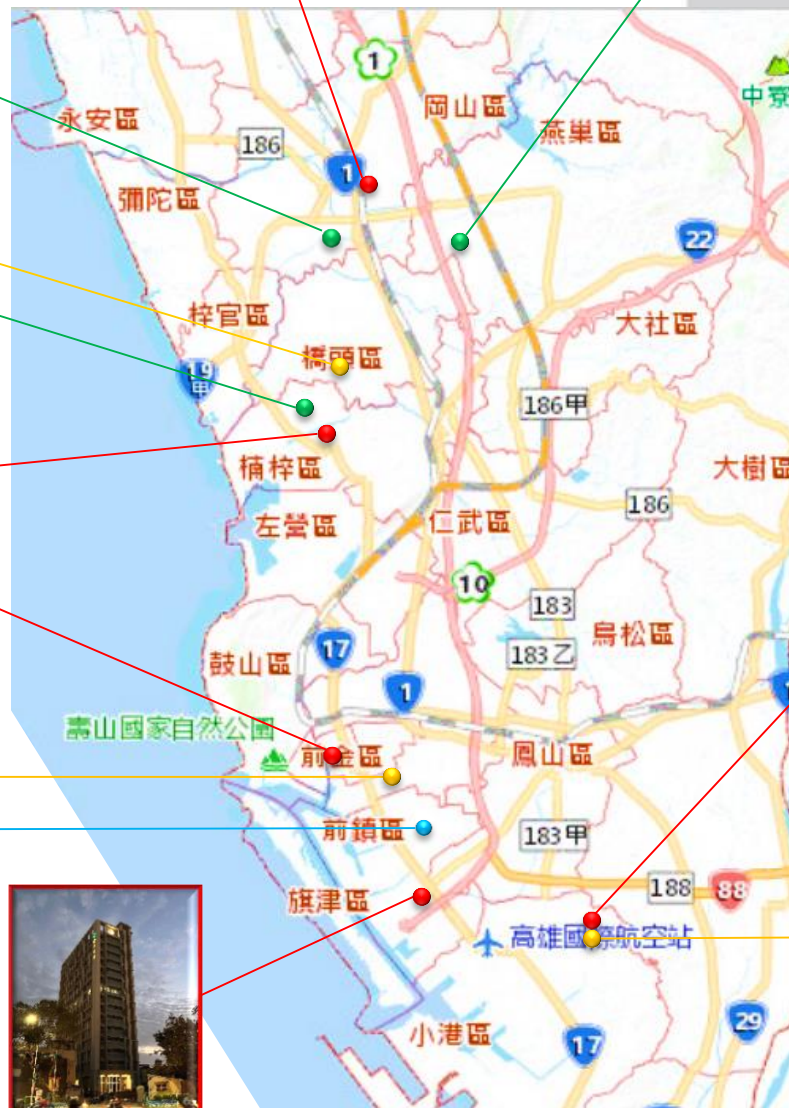 1
岡山區
中寮
永安區
燕巢區
186
1
彌陀區
22
梓官區
大社區
橋頭區
19甲
186甲
楠梓區
大樹區
186
左營區
仁武區
10
183
鳥松區
17
183乙
鼓山區
1
壽山國家自然公園
前金區
鳳山區
前鎮區
183甲
旗津區
188
88
高雄國際航空站
小港區
29
17